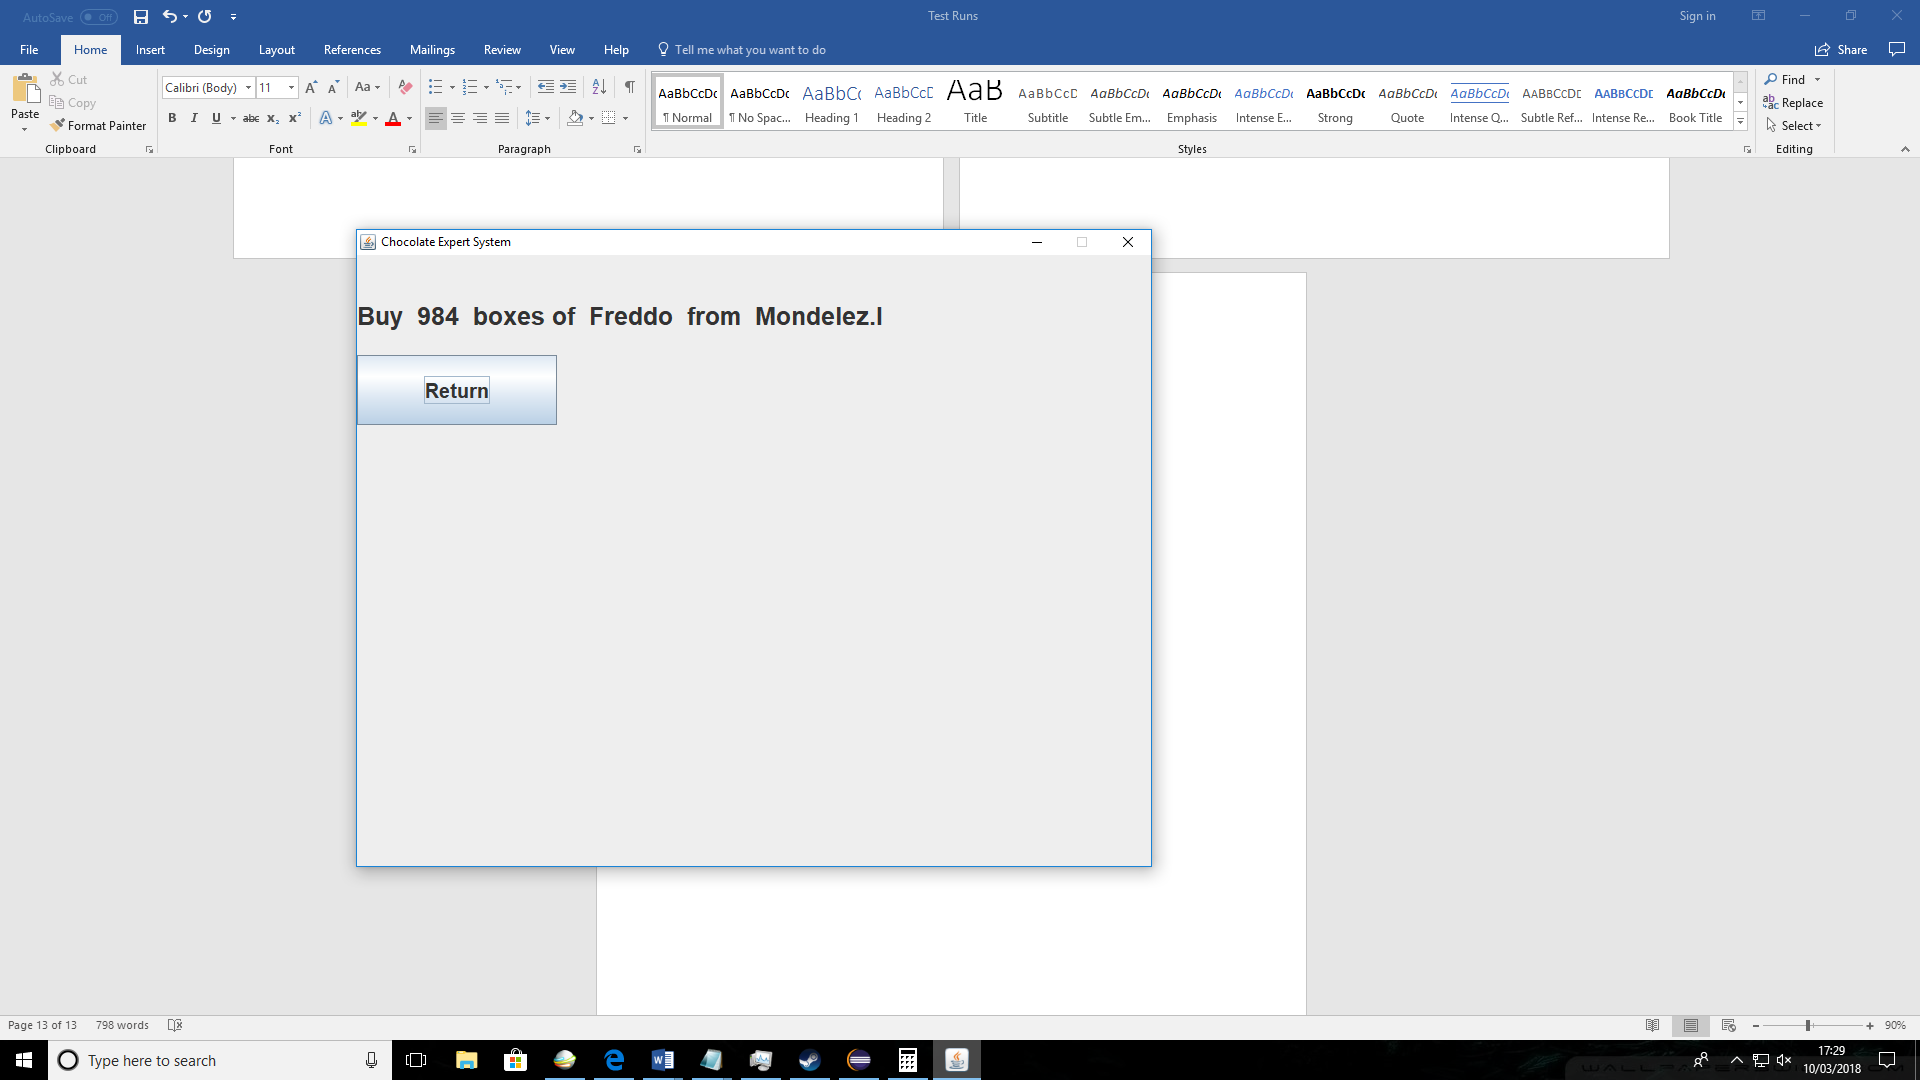 AutoSave Off
Test Runs
Sign in
File Home Insert Design Layout References Mailings Review View Help Tell me what you want to do Share
Paste
Cut
Copy
Format Painter
Clipboard
Calibri (Body) 11
Font
Paragraph
AaBbCcDc AaBbCcDc AaBbCc AaBbCcD AaB AaBbCcD AaBbCcDc AaBbCcDc AaBbCcDc AaBbCcDc AaBbCcDc AaBbCcDc AABBCCDE AABBCCDE AaBbCcDc
¶ Normal ¶ No Spac... Heading 1 Heading 2 Title Subtitle Subtle Em... Emphasis Intense E... Strong Quote Intense Q... Subtle Ref... Intense Re... Book Title
Styles
Find
Replace
Select
Editing
Chocolate Expert System
Buy 984 boxes of Freddo from Mondelez.I
Return
Page 13 of 13 798 words
90%
Type here to search
17:29
10/03/2018